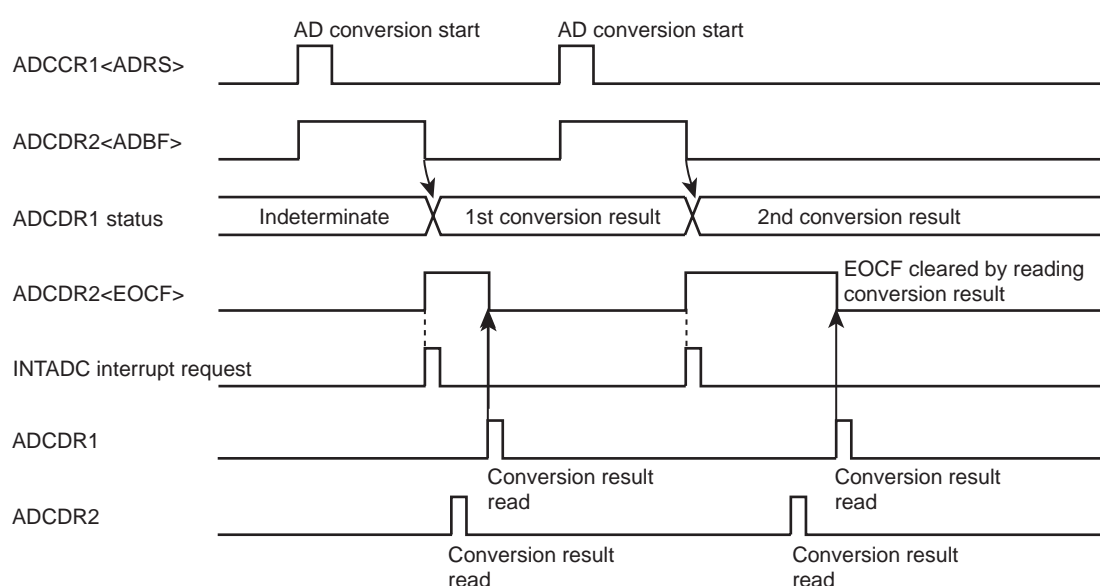 AD conversion start
AD conversion start
ADCCR1<ADRS>
ADCDR2<ADBF>
ADCDR1 status
Indeterminate
1st conversion result
2nd conversion result
EOCF cleared by reading
conversion result
ADCDR2<EOCF>
INTADC interrupt request
ADCDR1
Conversion result
read
Conversion result
read
ADCDR2
Conversion result
read
Conversion result
read